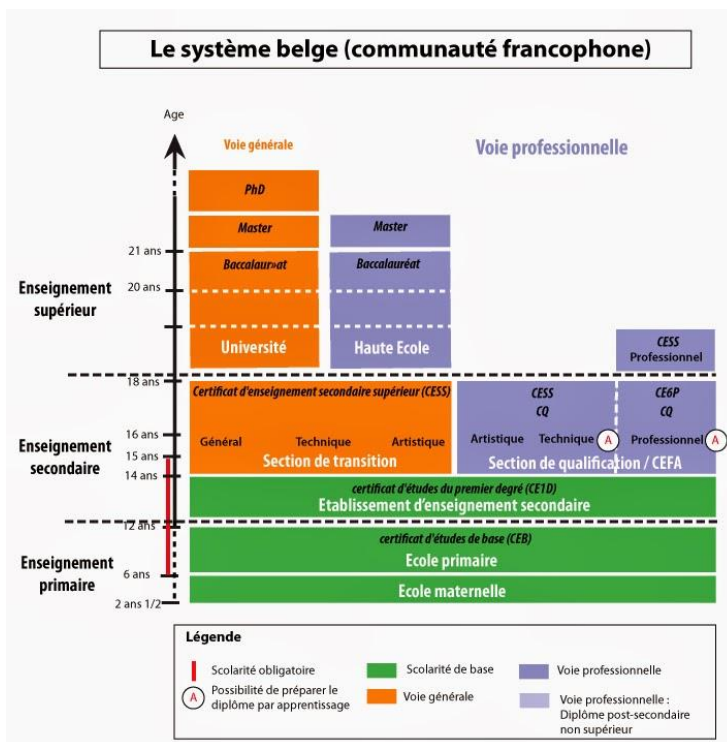 Le système belge (communauté francophone)
Age
Voie générale
Voie professionnelle
PhD
Master
Master
21 ans
Baccalaur»at
Baccalauréat
20 ans
Enseignement
supérieur
Université
Haute Ecole
CESS
Professionnel
18 ans
Certificat d'enseignement secondaire supérieur (CESS)
CESS
CQ
CE6P
CQ
16 ans
Général
Technique
Artistique
Artistique
Technique
A
Professionnel
A
Enseignement
secondaire
15 ans
Section de transition
Section de qualification / CEFA
14 ans
certificat d'études du premier degré (CE1D)
Etablissement d'enseignement secondaire
12 ans
certificat d'études de base (CEB)
Ecole primaire
Enseignement
primaire
6 ans
Ecole maternelle
2 ans 1/2
Légende
Scolarité obligatoire
Scolarité de base
Voie professionnelle
A
Possibilité de préparer le
diplôme par apprentissage
Voie générale
Voie professionnelle :
Diplôme post-secondaire
non supérieur